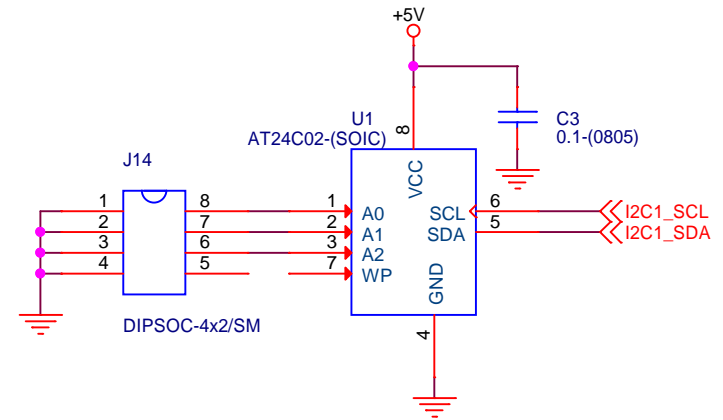 +5V
U1
AT24C02-(SOIC)
8
C3
0.1-(0805)
J14
VCC
1 8 1 A0 SCL 6 I2C1_SCL
2 7 2 A1 SDA 5 I2C1_SDA
3 6 3 A2
4 5 7 WP
GND
DIPSOC-4x2/SM
4